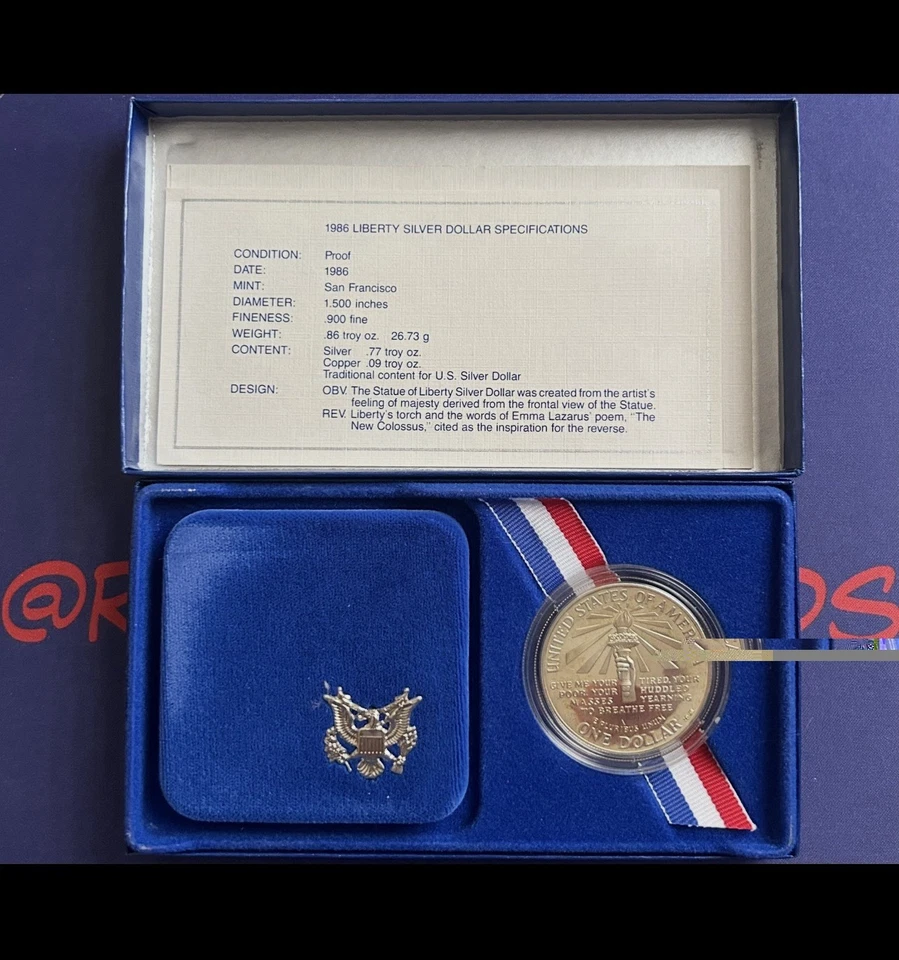 1986 LIBERTY SILVER DOLLAR SPECIFICATIONS
CONDITION: Proof
DATE: 1986
MINT: San Francisco
DIAMETER: 1.500 inches
FINENESS: .900 fine
WEIGHT: .86 troy oz. 26.73 g
CONTENT: Silver .77 troy oz.
Copper .09 troy oz.
Traditional content for U.S. Silver Dollar
DESIGN: OBV. The Statue of Liberty Silver Dollar was created from the artist's
feeling of majesty derived from the frontal view of the Statue.
REV. Liberty's torch and the words of Emma Lazarus' poem, "The
New Colossus," cited as the inspiration for the reverse.
UNITED STATES OF AMERICA
GIVE ME YOUR TIRED, YOUR
POOR, YOUR HUDDLED
MASSES YEARNING
TO BREATHE FREE
E PLURIBUS UNUM
ONE DOLLAR